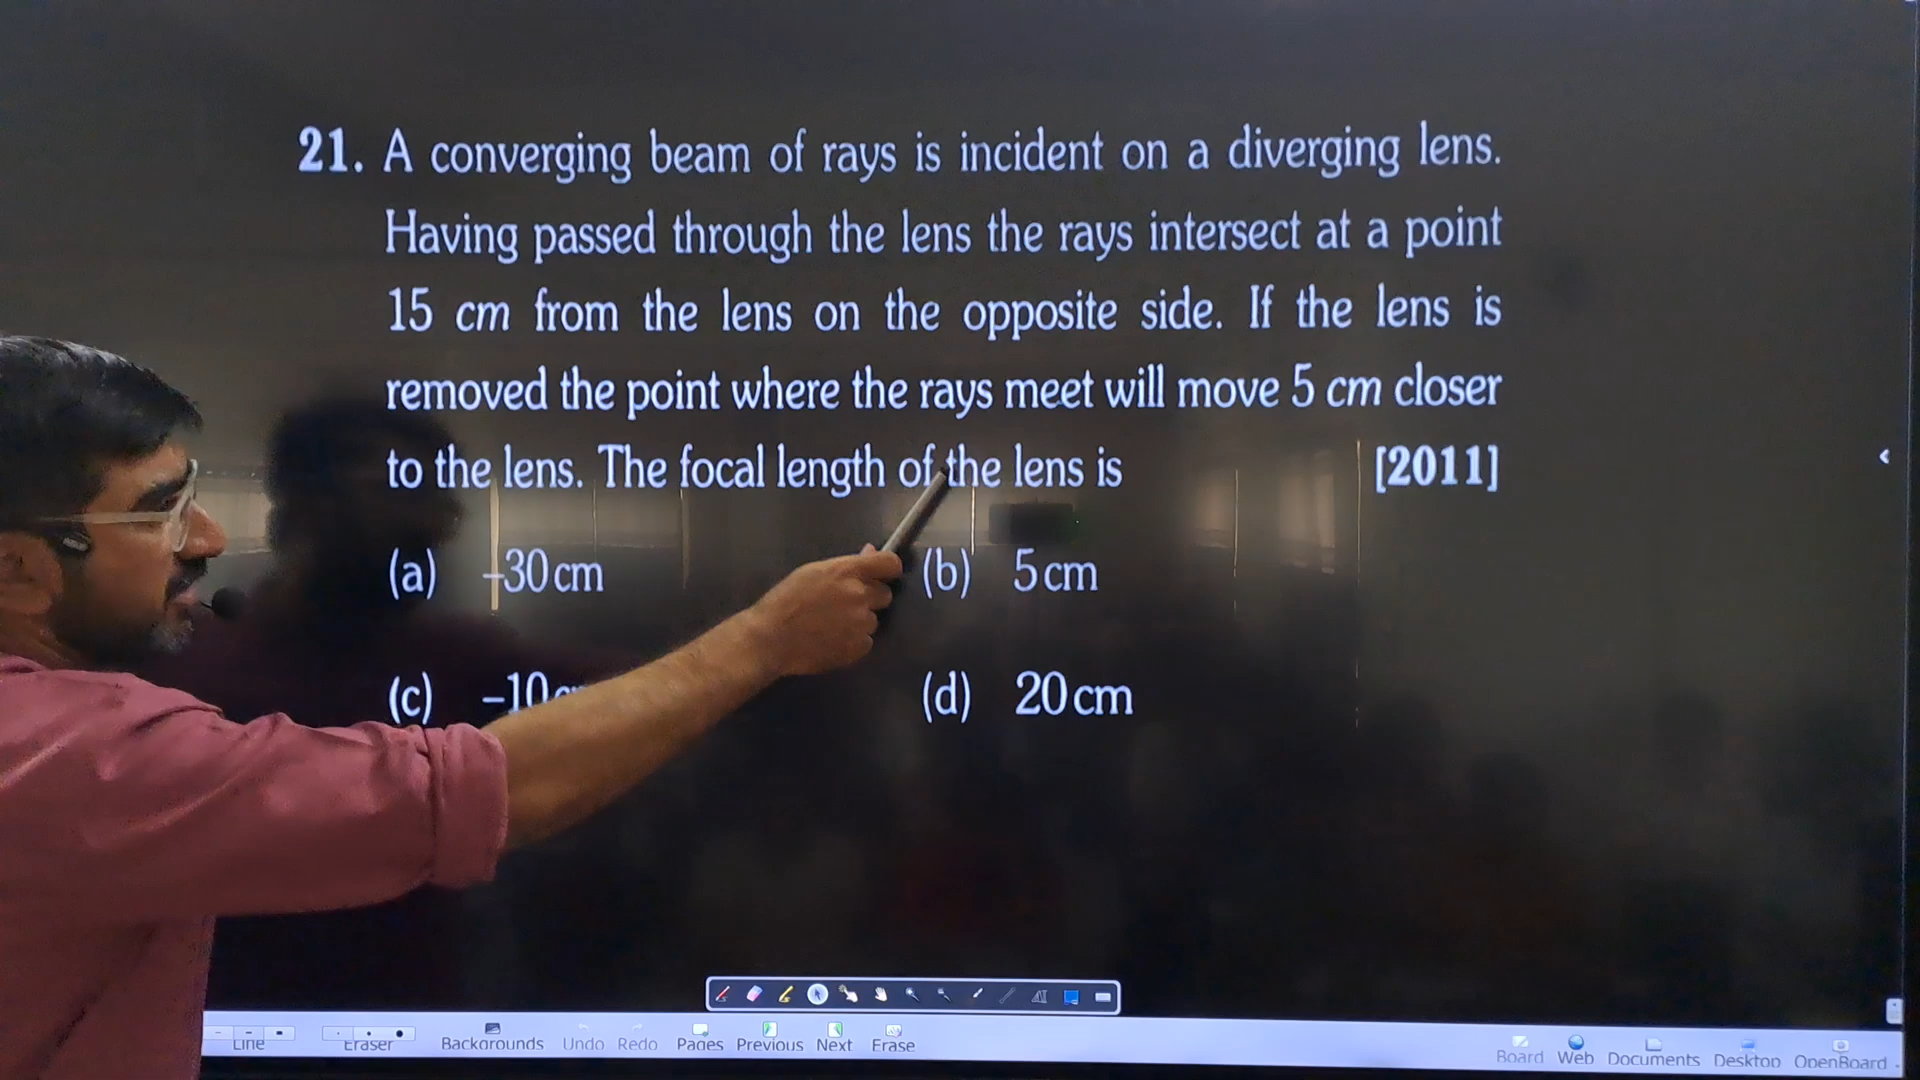 21. A converging beam of rays is incident on a diverging lens.
Having passed through the lens the rays intersect at a point
15 cm from the lens on the opposite side. If the lens is
removed the point where the rays meet will move 5 cm closer
to the lens. The focal length of the lens is [2011]
(a) –30 cm (b) 5 cm
(c) –10 (d) 20 cm
Line Eraser Backgrounds Undo Redo Pages Previous Next Erase Board Web Documents Desktop OpenBoard